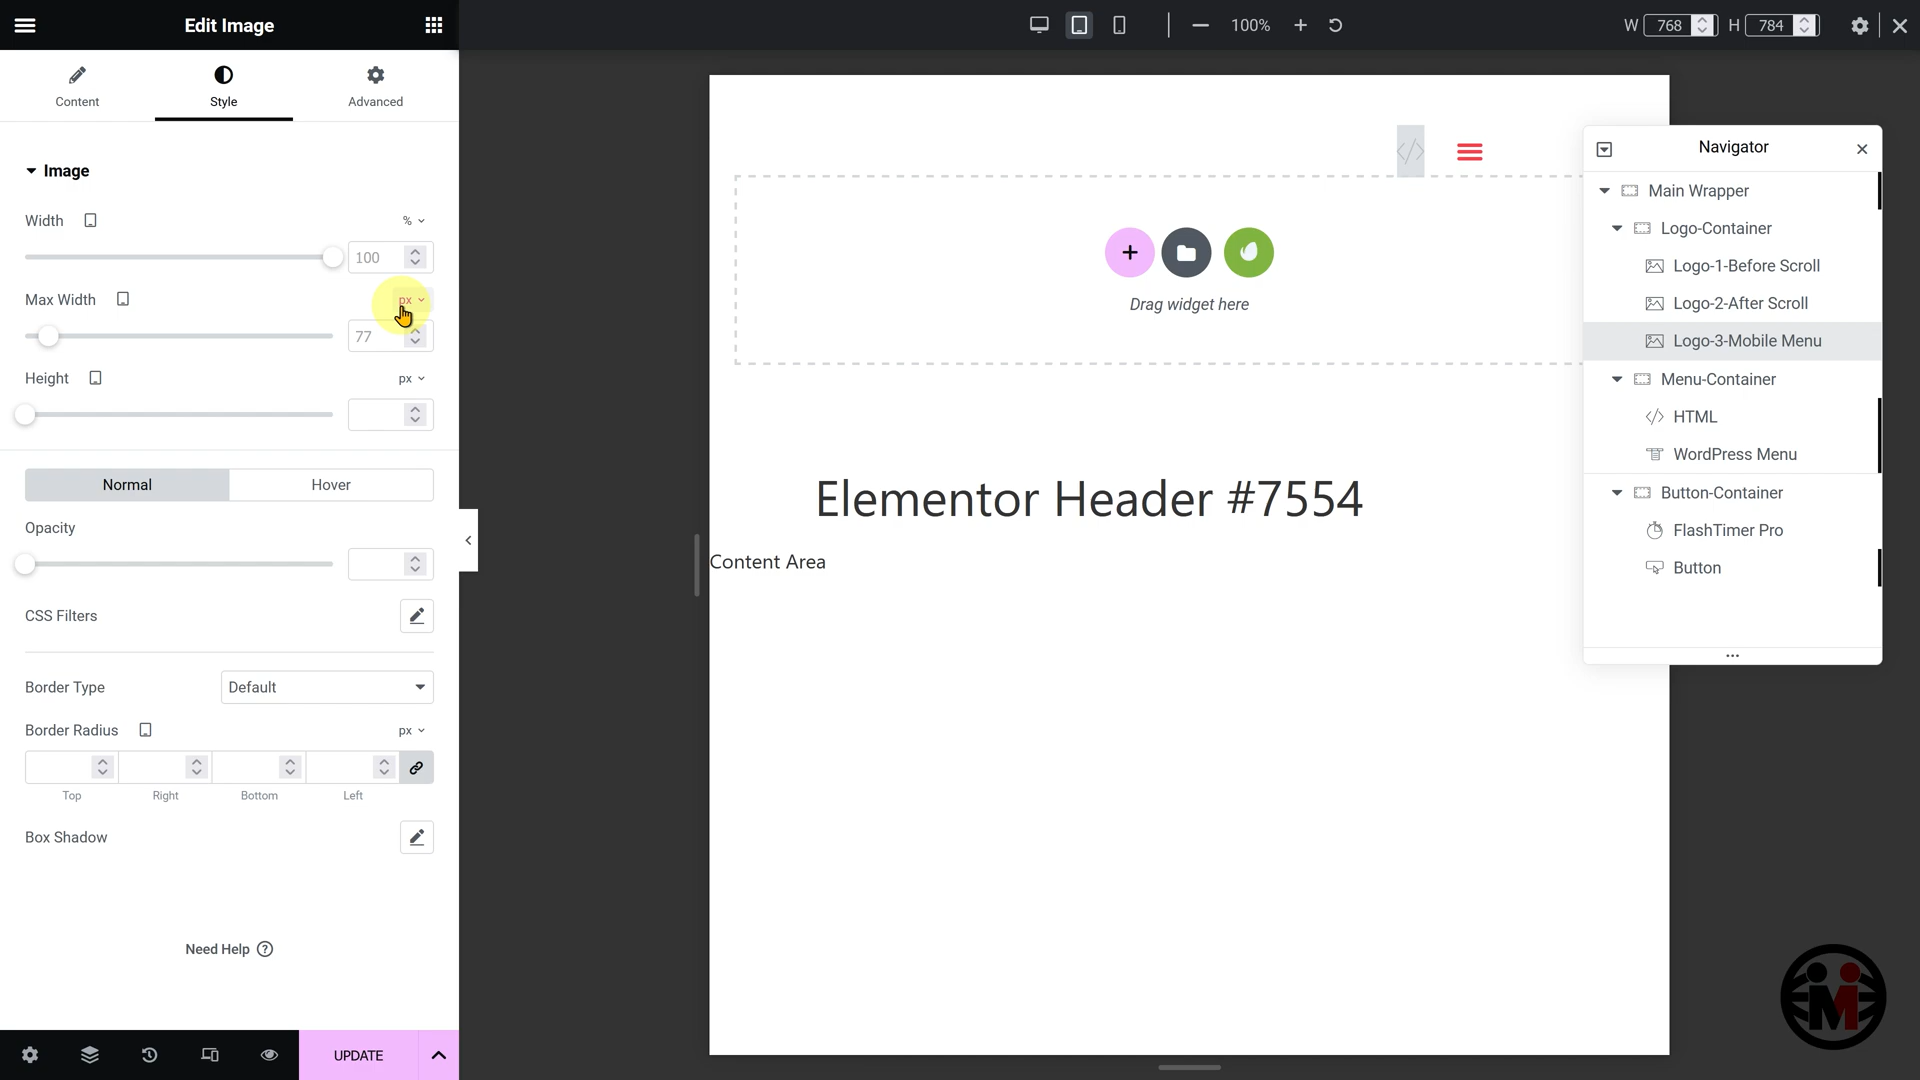 Edit Image
100%
W 768 H 784
Content
Style
Advanced
Image
Width
%
100
Max Width
px
77
Height
px
Normal
Hover
Opacity
CSS Filters
Border Type
Default
Border Radius
px
Top
Right
Bottom
Left
Box Shadow
Need Help
UPDATE
Drag widget here
Elementor Header #7554
Content Area
Navigator
Main Wrapper
Logo-Container
Logo-1-Before Scroll
Logo-2-After Scroll
Logo-3-Mobile Menu
Menu-Container
HTML
WordPress Menu
Button-Container
FlashTimer Pro
Button
M